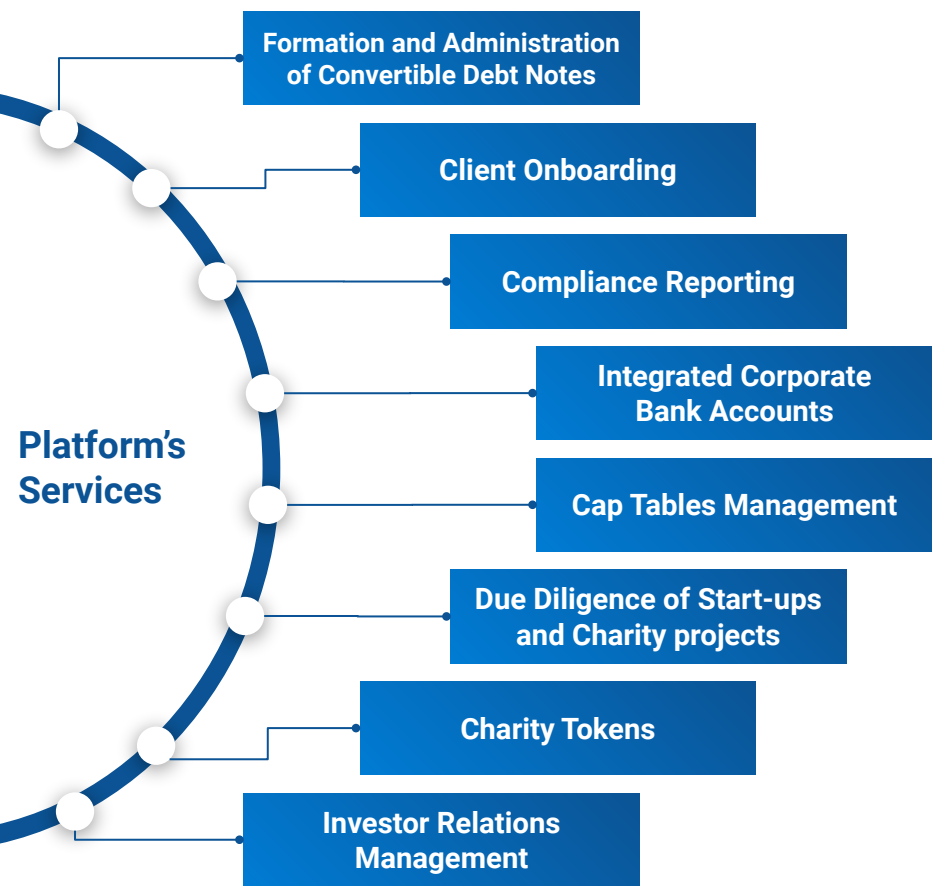 Formation and Administration
of Convertible Debt Notes
Client Onboarding
Compliance Reporting
Integrated Corporate
Bank Accounts
Platform’s
Services
Cap Tables Management
Due Diligence of Start-ups
and Charity projects
Charity Tokens
Investor Relations
Management